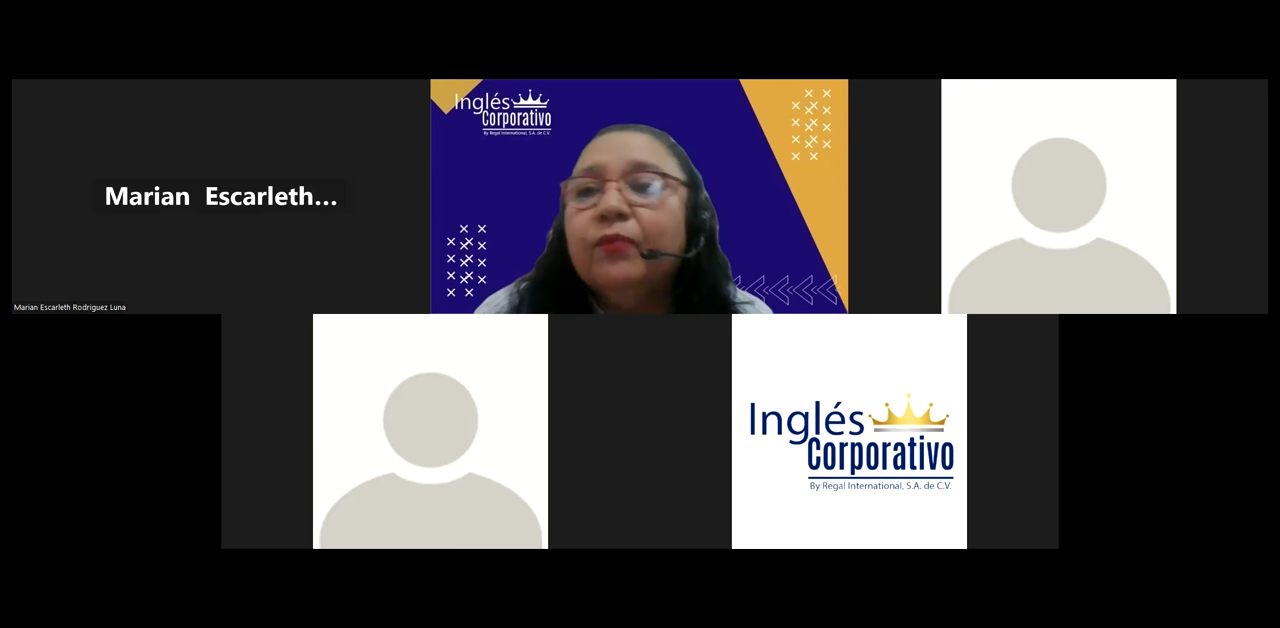 Marian Escarleth...
Marian Escarleth Rodriguez Luna
Inglés
Corporativo
By Regal International, S.A. de C.V.
Inglés
Corporativo
By Regal International, S.A. de C.V.